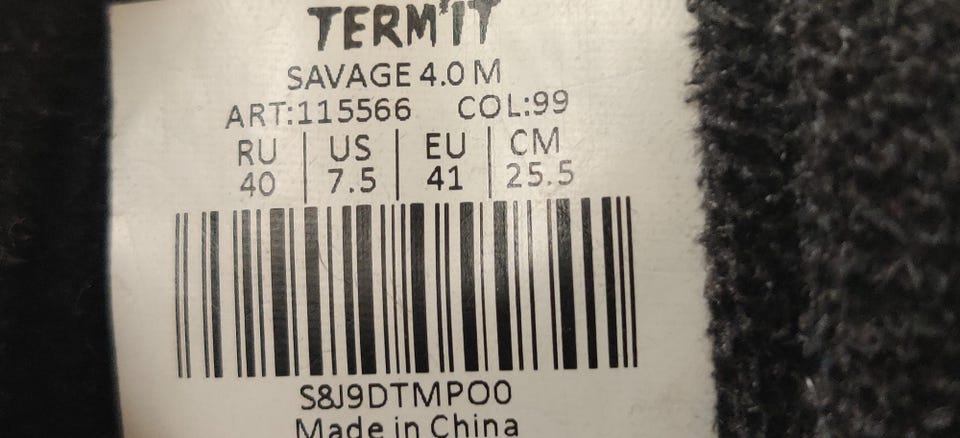 TERM'IT
SAVAGE 4.0 M
ART:115566 COL:99
RU US EU CM
40 7.5 41 25.5
S8J9DTMPO0
Made in China